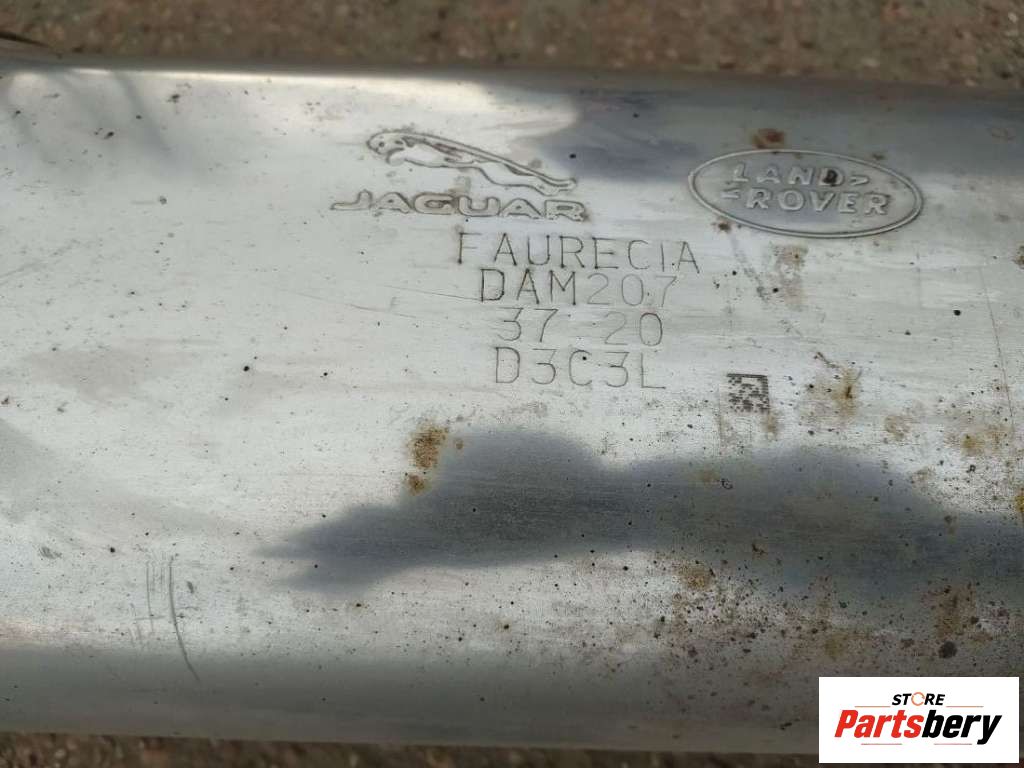 JAGUAR
LAND
ROVER
FAURECIA
DAM207
37 20
D3C3L
STORE
Partsbery